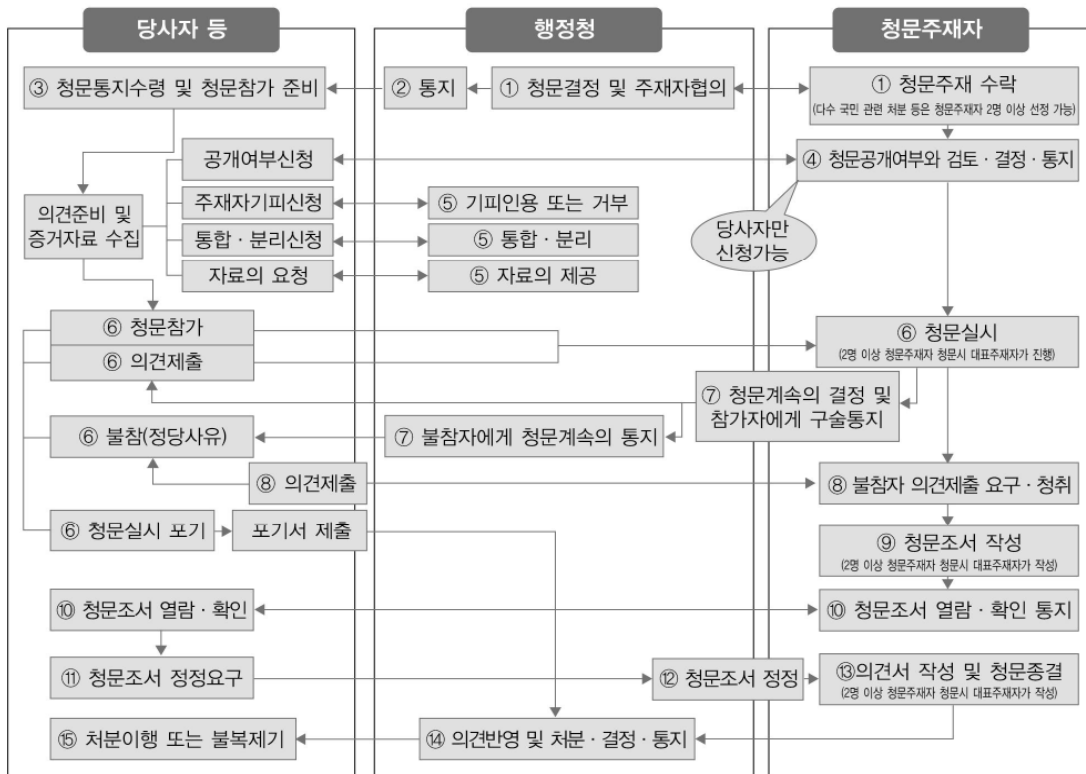 당사자 등
행정청
청문주재자
③ 청문통지수령 및 청문참가 준비
② 통지
① 청문결정 및 주재자협의
① 청문주재 수락
(다수 국민 관련 처분 등은 청문주재자 2명 이상 선정 가능)
공개여부신청
④ 청문공개여부와 검토·결정·통지
의견준비 및
증거자료 수집
주재자기피신청
⑤ 기피인용 또는 거부
당사자만
신청가능
통합·분리신청
⑤ 통합·분리
자료의 요청
⑤ 자료의 제공
⑥ 청문참가
⑥ 의견제출
⑥ 청문실시
(2명 이상 청문주재자 청문시 대표주재자가 진행)
⑦ 청문계속의 결정 및
참가자에게 구술통지
⑥ 불참(정당사유)
⑦ 불참자에게 청문계속의 통지
⑧ 의견제출
⑧ 불참자 의견제출 요구·청취
⑥ 청문실시 포기
포기서 제출
⑨ 청문조서 작성
(2명 이상 청문주재자 청문시 대표주재자가 작성)
⑩ 청문조서 열람·확인
⑩ 청문조서 열람·확인 통지
⑪ 청문조서 정정요구
⑫ 청문조서 정정
⑬의견서 작성 및 청문종결
(2명 이상 청문주재자 청문시 대표주재자가 작성)
⑮ 처분이행 또는 불복제기
⑭ 의견반영 및 처분·결정·통지